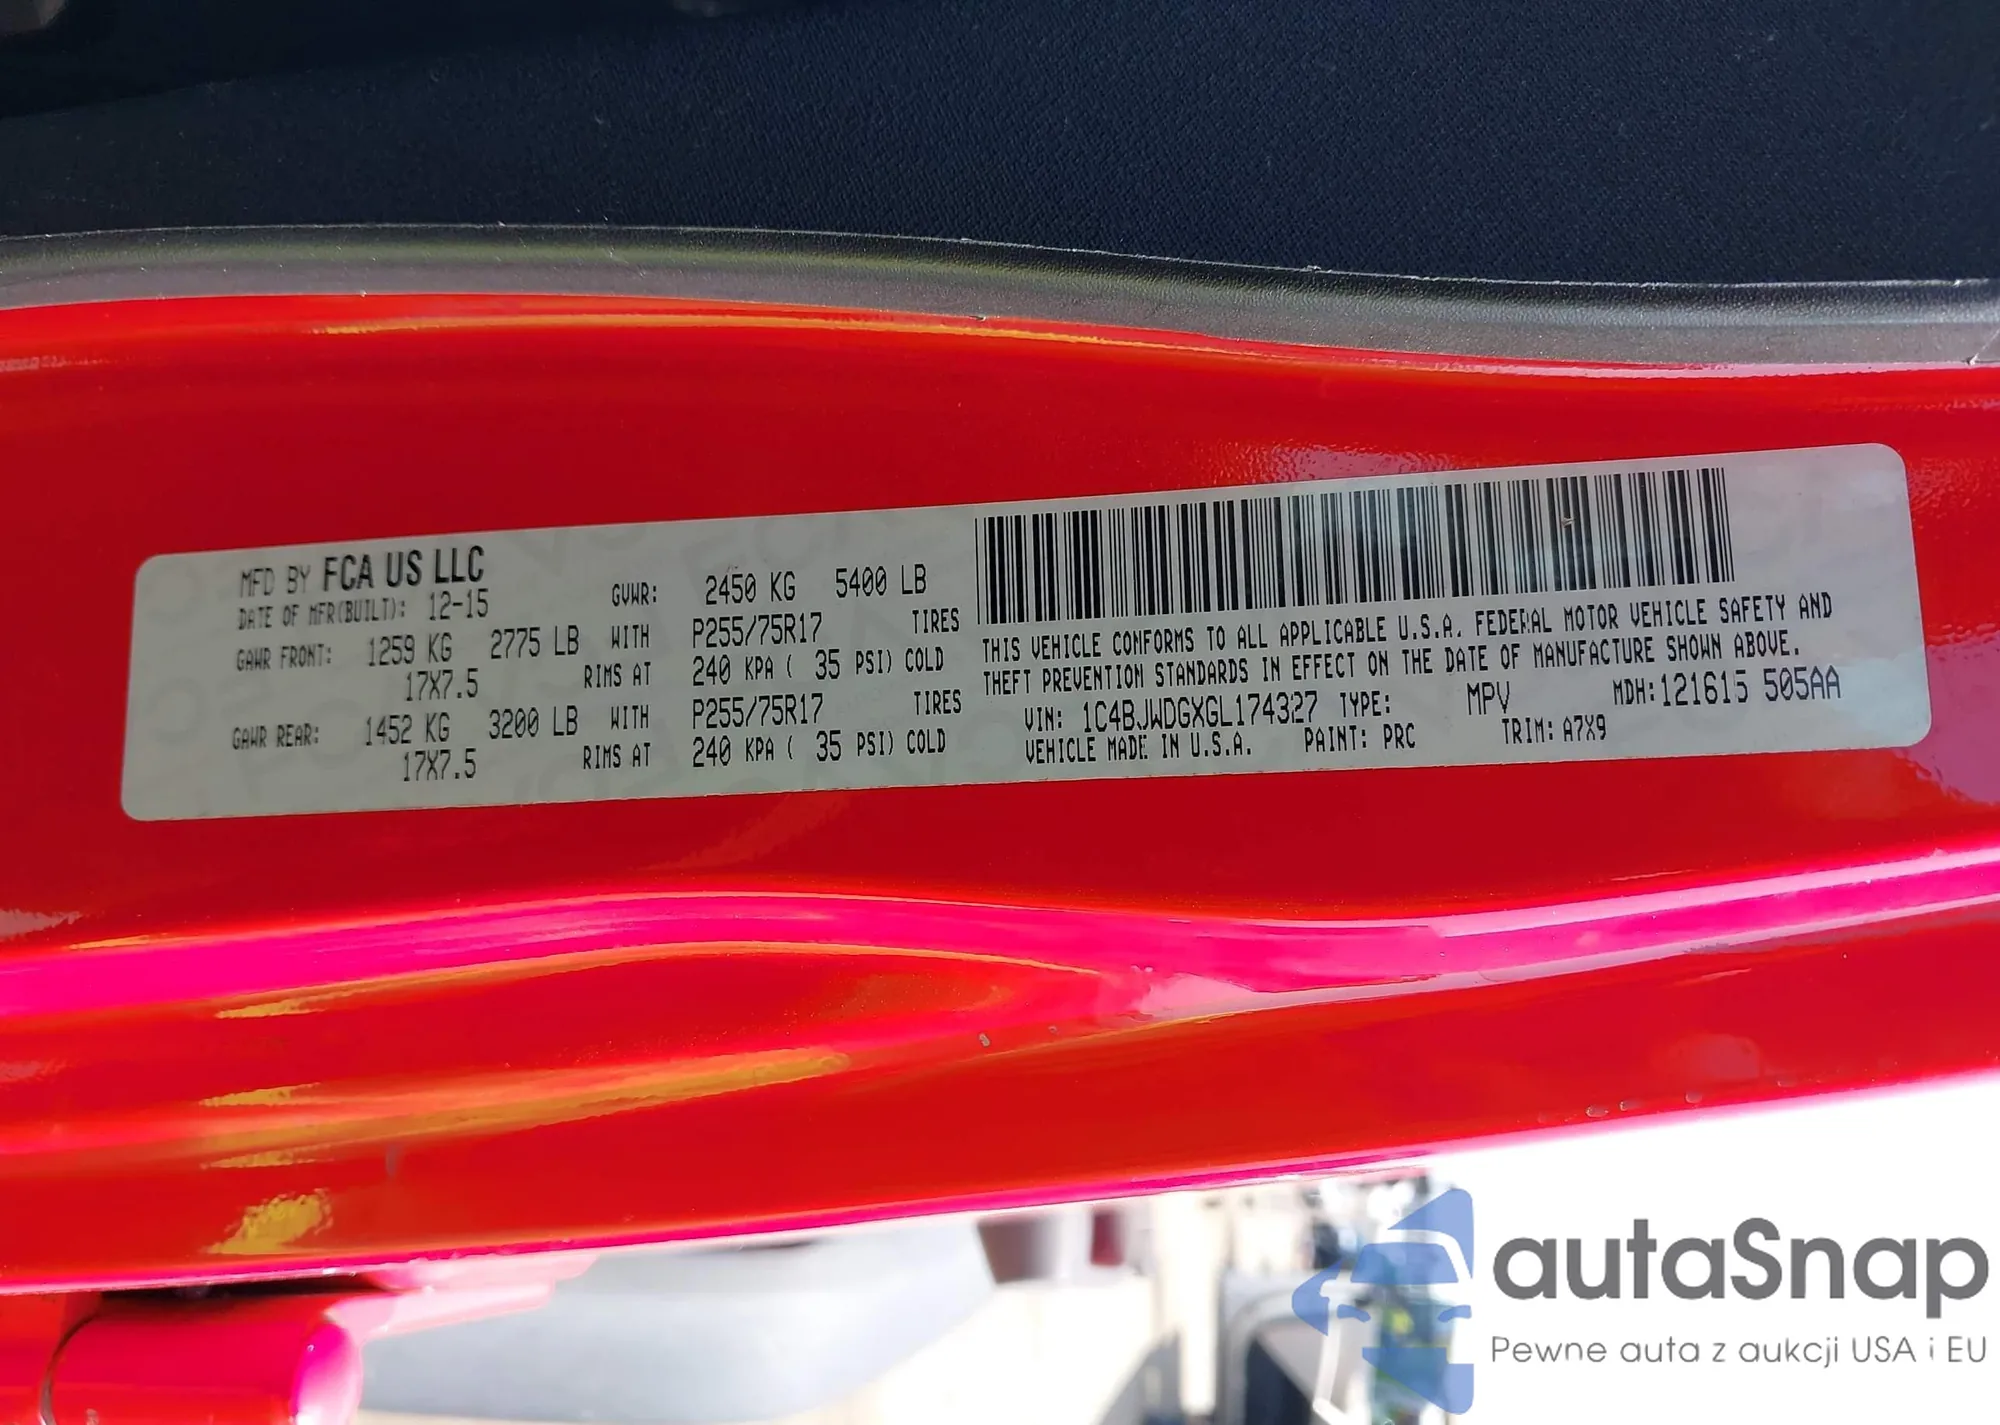 MFD BY FCA US LLC
DATE OF MFR(BUILT): 12-15
GVWR: 2450 KG 5400 LB
GAWR FRONT: 1259 KG 2775 LB WITH P255/75R17 TIRES
17X7.5 RIMS AT 240 KPA ( 35 PSI) COLD
GAWR REAR: 1452 KG 3200 LB WITH P255/75R17 TIRES
17X7.5 RIMS AT 240 KPA ( 35 PSI) COLD
THIS VEHICLE CONFORMS TO ALL APPLICABLE U.S.A. FEDERAL MOTOR VEHICLE SAFETY AND
THEFT PREVENTION STANDARDS IN EFFECT ON THE DATE OF MANUFACTURE SHOWN ABOVE.
VIN: 1C4BJWDGXGL174327 TYPE: MPV MDH: 121615 505AA
VEHICLE MADE IN U.S.A. PAINT: PRC TRIM: A7X9
autaSnap
Pewne auta z aukcji USA i EU